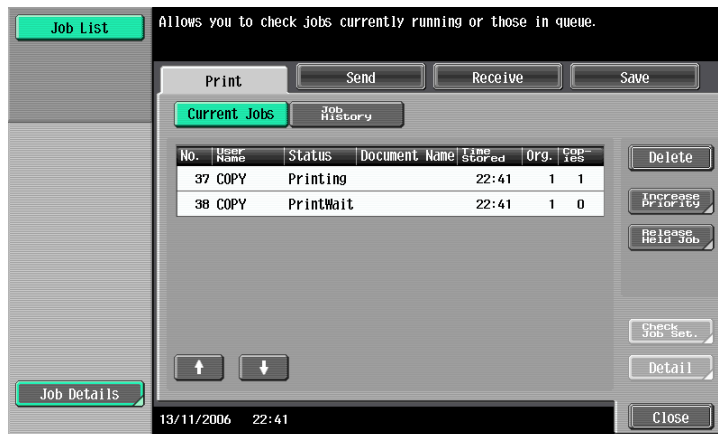 Job List
Allows you to check jobs currently running or those in queue.
Print Send Receive Save
Current Jobs Job History
No. User Name Status Document Name Time Stored Org. Cop-ies
37 COPY Printing 22:41 1 1
38 COPY PrintWait 22:41 1 0
Delete
Increase Priority
Release Held Job
Check Job Set.
Detail
Job Details
13/11/2006 22:41
Close